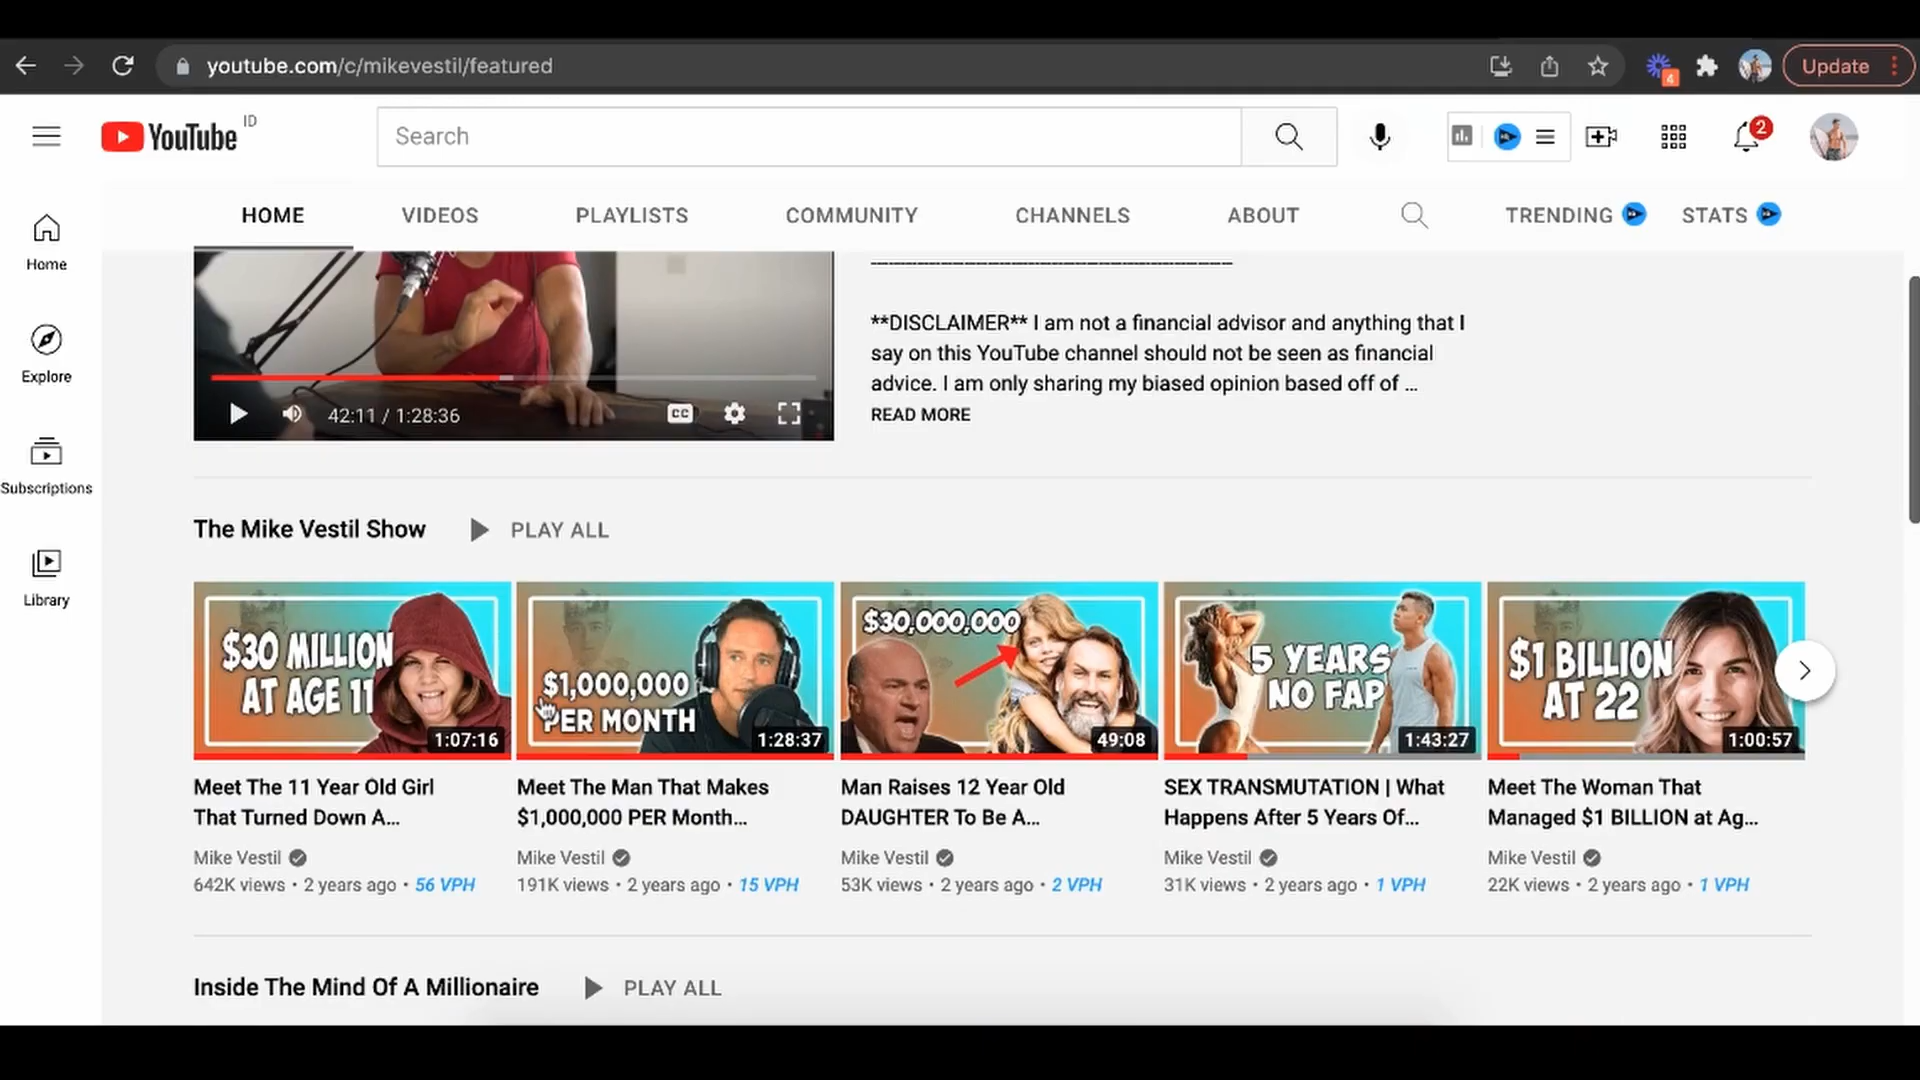 youtube.com/c/mikevestil/featured
4
Update
YouTube ID
Search
2
HOME
VIDEOS
PLAYLISTS
COMMUNITY
CHANNELS
ABOUT
TRENDING
STATS
Home
Explore
Subscriptions
Library
42:11 / 1:28:36
CC
**DISCLAIMER** I am not a financial advisor and anything that I
say on this YouTube channel should not be seen as financial
advice. I am only sharing my biased opinion based off of ...
READ MORE
The Mike Vestil Show
PLAY ALL
$30 MILLION
AT AGE 11
1:07:16
Meet The 11 Year Old Girl
That Turned Down A...
Mike Vestil
642K views • 2 years ago • 56 VPH
$1,000,000
PER MONTH
1:28:37
Meet The Man That Makes
$1,000,000 PER Month...
Mike Vestil
191K views • 2 years ago • 15 VPH
$30,000,000
49:08
Man Raises 12 Year Old
DAUGHTER To Be A...
Mike Vestil
53K views • 2 years ago • 2 VPH
5 YEARS
NO FAP
1:43:27
SEX TRANSMUTATION | What
Happens After 5 Years Of...
Mike Vestil
31K views • 2 years ago • 1 VPH
$1 BILLION
AT 22
1:00:57
Meet The Woman That
Managed $1 BILLION at Ag...
Mike Vestil
22K views • 2 years ago • 1 VPH
Inside The Mind Of A Millionaire
PLAY ALL